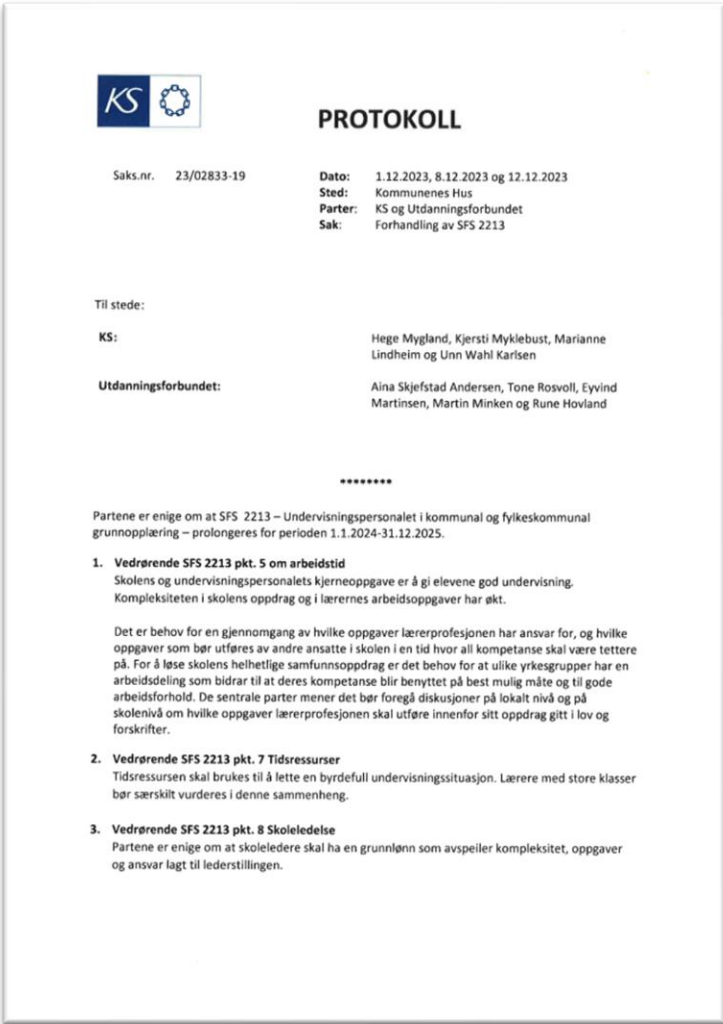 KS
PROTOKOLL
Saks.nr. 23/02833-19
Dato: 1.12.2023, 8.12.2023 og 12.12.2023
Sted: Kommunenes Hus
Parter: KS og Utdanningsforbundet
Sak: Forhandling av SFS 2213
Til stede:
KS: Hege Mygland, Kjersti Myklebust, Marianne
Lindheim og Unn Wahl Karlsen
Utdanningsforbundet: Aina Skjefstad Andersen, Tone Rosvoll, Eyvind
Martinsen, Martin Minken og Rune Hovland
********
Partene er enige om at SFS 2213 – Undervisningspersonalet i kommunal og fylkeskommunal
grunnopplæring – prolongeres for perioden 1.1.2024-31.12.2025.
1. Vedrørende SFS 2213 pkt. 5 om arbeidstid
Skolens og undervisningspersonalets kjerneoppgave er å gi elevene god undervisning.
Kompleksiteten i skolens oppdrag og i lærernes arbeidsoppgaver har økt.
Det er behov for en gjennomgang av hvilke oppgaver lærerprofesjonen har ansvar for, og hvilke
oppgaver som bør utføres av andre ansatte i skolen i en tid hvor all kompetanse skal være tettere
på. For å løse skolens helhetlige samfunnsoppdrag er det behov for at ulike yrkesgrupper har en
arbeidsdeling som bidrar til at deres kompetanse blir benyttet på best mulig måte og til gode
arbeidsforhold. De sentrale parter mener det bør foregå diskusjoner på lokalt nivå og på
skolenivå om hvilke oppgaver lærerprofesjonen skal utføre innenfor sitt oppdrag gitt i lov og
forskrifter.
2. Vedrørende SFS 2213 pkt. 7 Tidsressurser
Tidsressursen skal brukes til å lette en byrdefull undervisningssituasjon. Lærere med store klasser
bør særskilt vurderes i denne sammenheng.
3. Vedrørende SFS 2213 pkt. 8 Skoleledelse
Partene er enige om at skoleledere skal ha en grunnlønn som avspeiler kompleksitet, oppgaver
og ansvar lagt til lederstillingen.